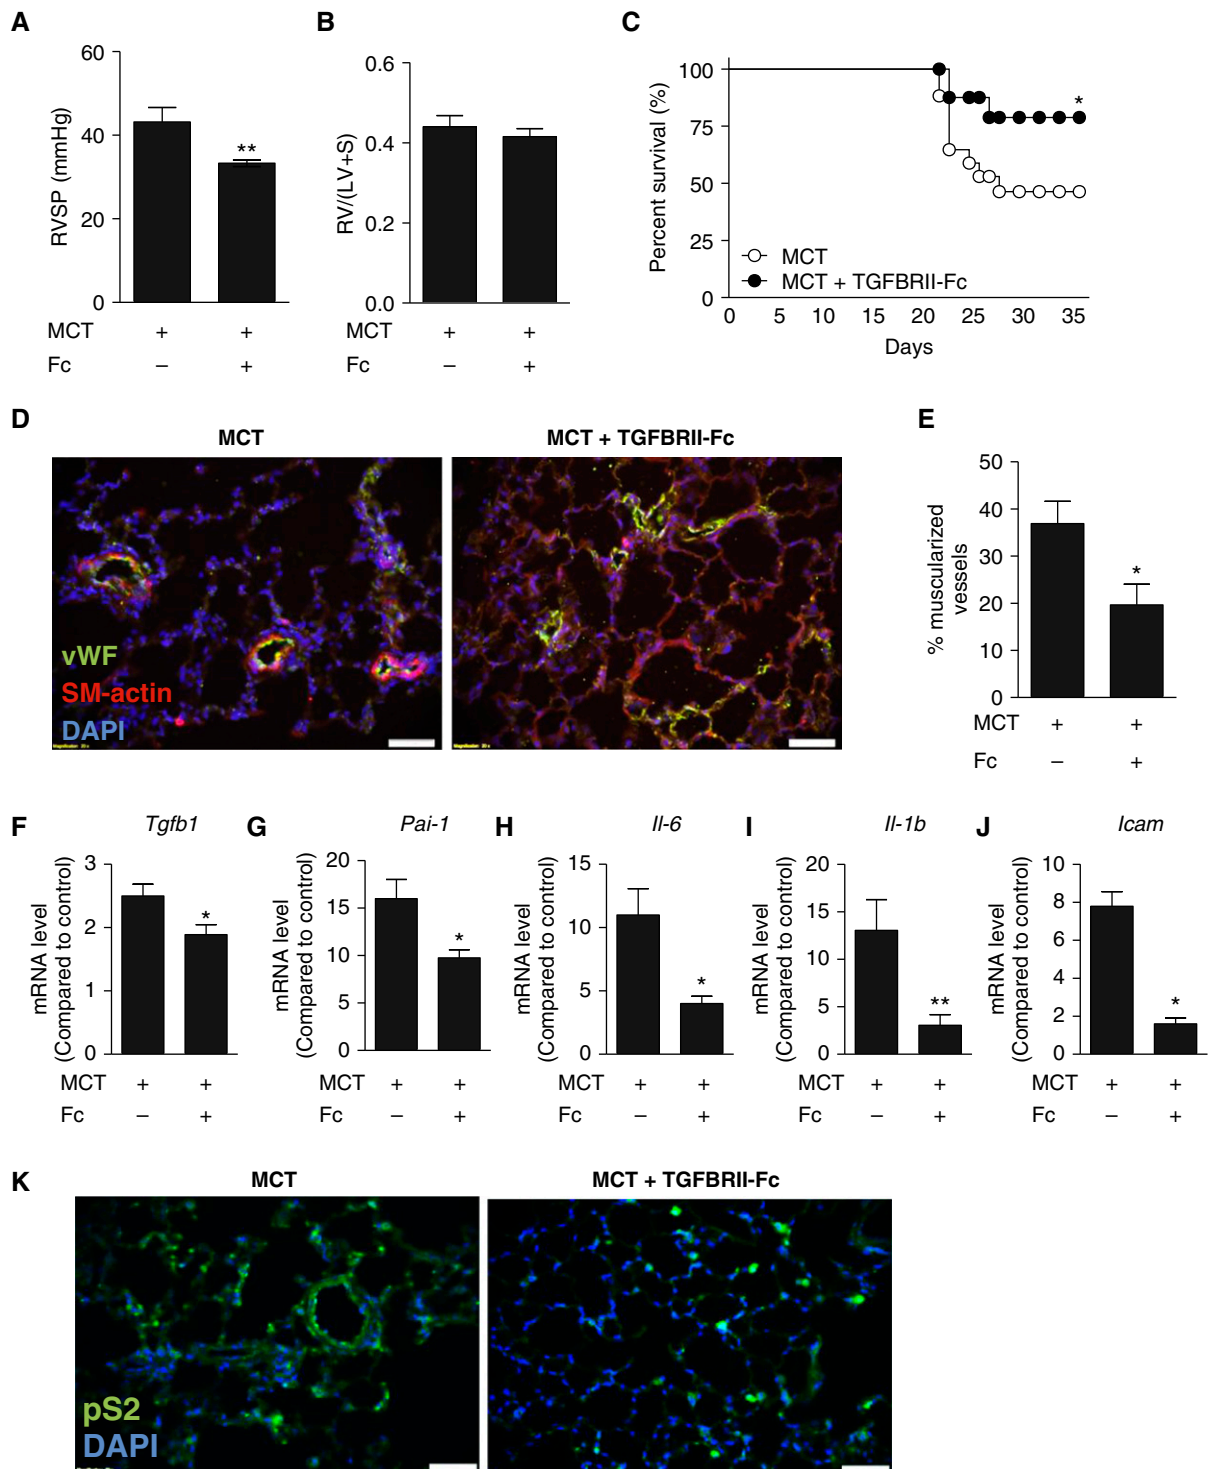 A
RVSP (mmHg)
60
40
20
0
**
MCT + +
Fc – +
B
RV/(LV+S)
0.6
0.4
0.2
0.0
MCT + +
Fc – +
C
Percent survival (%)
100
75
50
25
0
*
MCT
MCT + TGFBRII-Fc
0 5 10 15 20 25 30 35
Days
D
MCT
MCT + TGFBRII-Fc
vWF
SM-actin
DAPI
E
% muscularized
vessels
50
40
30
20
10
0
*
MCT + +
Fc – +
F
Tgfb1
mRNA level
(Compared to control)
3
2
1
0
*
MCT + +
Fc – +
G
Pai-1
mRNA level
(Compared to control)
20
15
10
5
0
*
MCT + +
Fc – +
H
Il-6
mRNA level
(Compared to control)
15
10
5
0
*
MCT + +
Fc – +
I
Il-1b
mRNA level
(Compared to control)
20
15
10
5
0
**
MCT + +
Fc – +
J
Icam
mRNA level
(Compared to control)
10
8
6
4
2
0
*
MCT + +
Fc – +
K
MCT
MCT + TGFBRII-Fc
pS2
DAPI